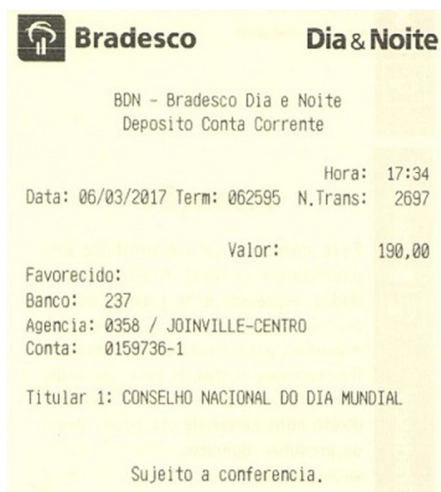 Bradesco Dia & Noite
BDN - Bradesco Dia e Noite
Deposito Conta Corrente
Hora: 17:34
Data: 06/03/2017 Term: 062595 N.Trans: 2697
Valor: 190,00
Favorecido:
Banco: 237
Agencia: 0358 / JOINVILLE-CENTRO
Conta: 0159736-1
Titular 1: CONSELHO NACIONAL DO DIA MUNDIAL
Sujeito a conferencia.